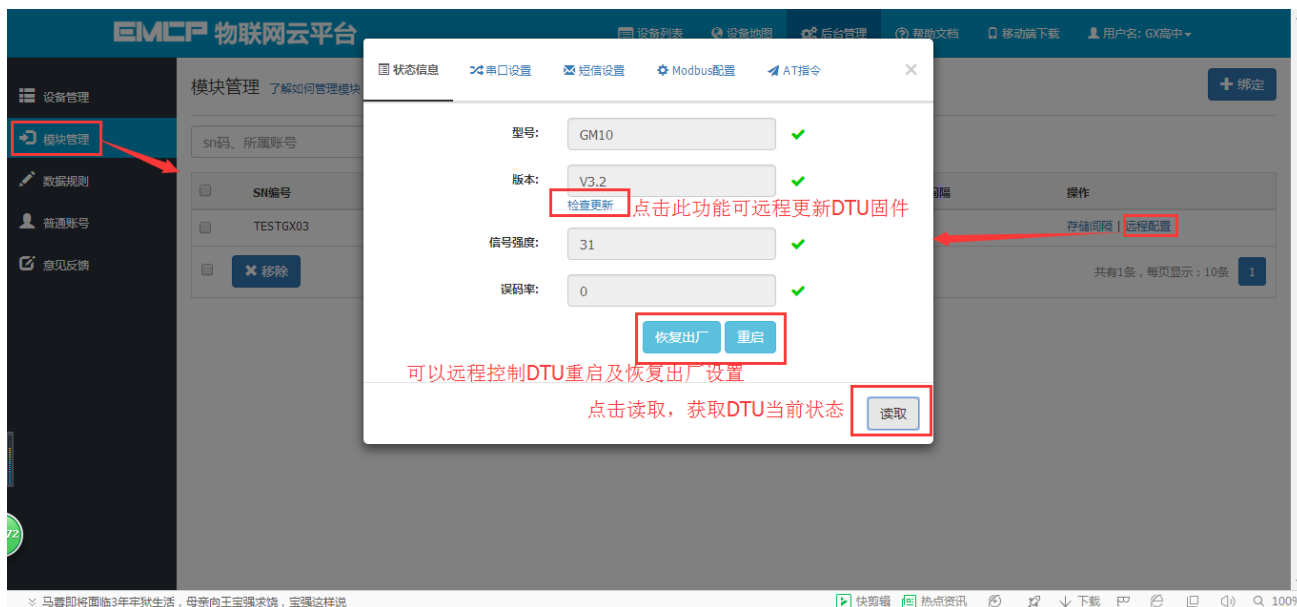 EMCP 物联网云平台
设备列表 设备地图 后台管理 帮助文档 移动端下载 用户名: GX高中
状态信息 串口设置 短信设置 Modbus配置 AT指令 ×
设备管理
模块管理
数据规则
普通账号
意见反馈
模块管理 了解如何管理模块
绑定
sn码、所属账号
SN编号 间隔 操作
TESTGX03 存储间隔 | 远程配置
移除 共有1条，每页显示：10条 1
型号: GM10
版本: V3.2
检查更新 点击此功能可远程更新DTU固件
信号强度: 31
误码率: 0
恢复出厂 重启
可以远程控制DTU重启及恢复出厂设置
点击读取，获取DTU当前状态 读取
72
马蓉即将面临3年牢狱生活，母亲向王宝强求饶，宝强这样说 快剪辑 热点资讯 下载 100%